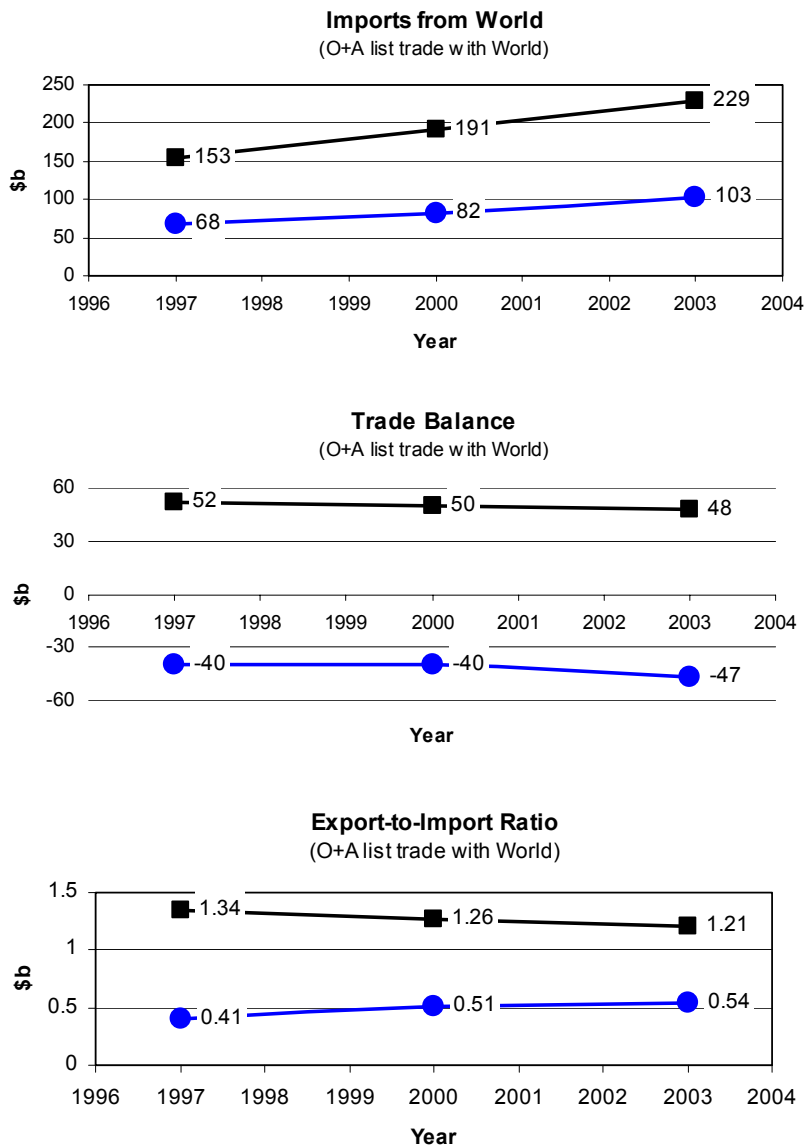 Imports from World
(O+A list trade with World)
250
200
150
100
50
0
$b
153
191
229
68
82
103
1996 1997 1998 1999 2000 2001 2002 2003 2004
Year
Trade Balance
(O+A list trade with World)
60
30
0
-30
-60
$b
52
50
48
1996 1997 1998 1999 2000 2001 2002 2003 2004
-40
-40
-47
Year
Export-to-Import Ratio
(O+A list trade with World)
1.5
1
0.5
0
$b
1.34
1.26
1.21
0.41
0.51
0.54
1996 1997 1998 1999 2000 2001 2002 2003 2004
Year